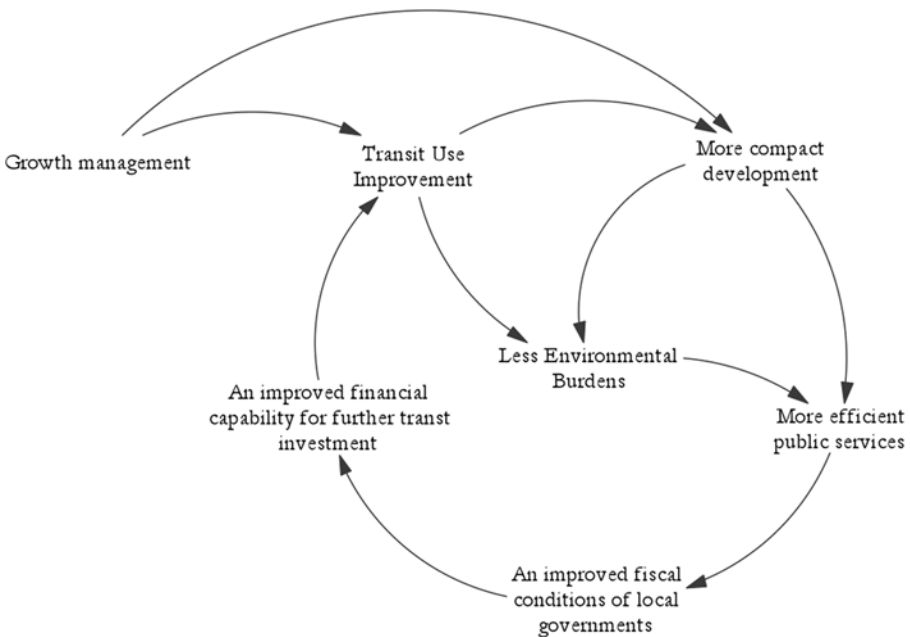 Growth management
Transit Use
Improvement
More compact
development
Less Environmental
Burdens
An improved financial
capability for further transt
investment
More efficient
public services
An improved fiscal
conditions of local
governments